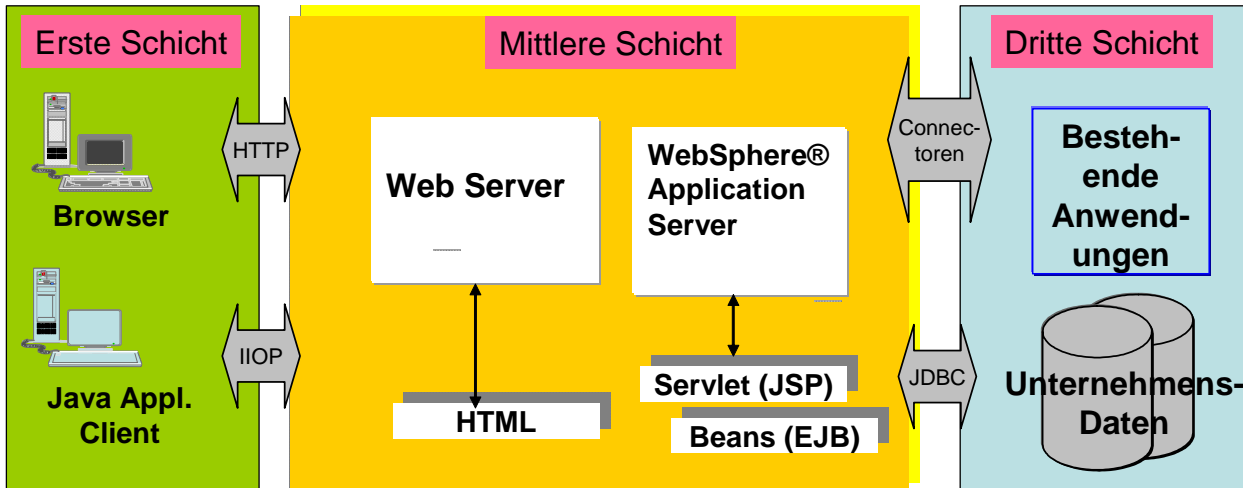 Erste Schicht
Mittlere Schicht
Dritte Schicht
Browser
Java Appl.
Client
HTTP
IIOP
Web Server
HTML
WebSphere®
Application
Server
Servlet (JSP)
Beans (EJB)
Connec-
toren
JDBC
Besteh-
ende
Anwend-
ungen
Unternehmens-
Daten